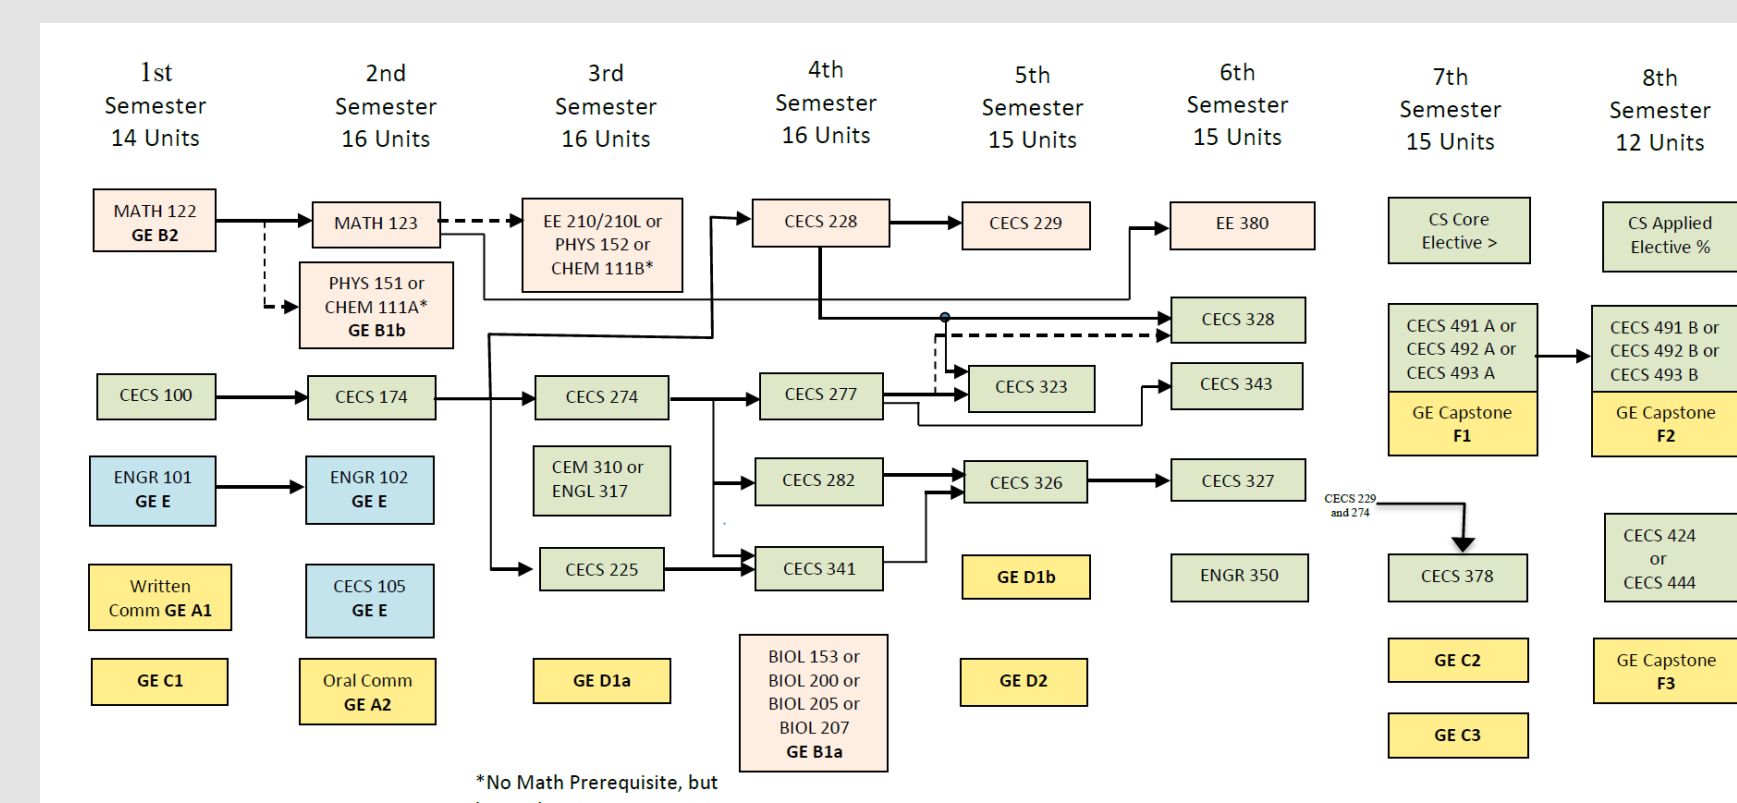 1st
Semester
14 Units
2nd
Semester
16 Units
3rd
Semester
16 Units
4th
Semester
16 Units
5th
Semester
15 Units
6th
Semester
15 Units
7th
Semester
15 Units
8th
Semester
12 Units
MATH 122
GE B2
MATH 123
EE 210/210L or
PHYS 152 or
CHEM 111B*
CECS 228
CECS 229
EE 380
CS Core
Elective >
CS Applied
Elective %
PHYS 151 or
CHEM 111A*
GE B1b
CECS 328
CECS 491 A or
CECS 492 A or
CECS 493 A
GE Capstone
F1
CECS 491 B or
CECS 492 B or
CECS 493 B
GE Capstone
F2
CECS 100
CECS 174
CECS 274
CECS 277
CECS 323
CECS 343
ENGR 101
GE E
ENGR 102
GE E
CEM 310 or
ENGL 317
CECS 282
CECS 326
CECS 327
CECS 229
and 274
Written
Comm GE A1
CECS 105
GE E
CECS 225
CECS 341
GE D1b
ENGR 350
CECS 378
CECS 424
or
CECS 444
GE C1
Oral Comm
GE A2
GE D1a
BIOL 153 or
BIOL 200 or
BIOL 205 or
BIOL 207
GE B1a
GE D2
GE C2
GE Capstone
F3
GE C3
*No Math Prerequisite, but